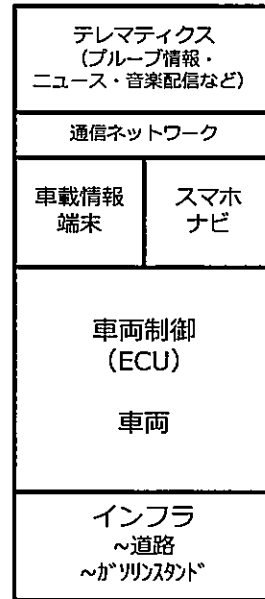 テレマティクス
(プルーブ情報・
ニュース・音楽配信など)
通信ネットワーク
車載情報
端末
スマホ
ナビ
車両制御
(ECU)
車両
インフラ
~道路
~ガソリンスタンド